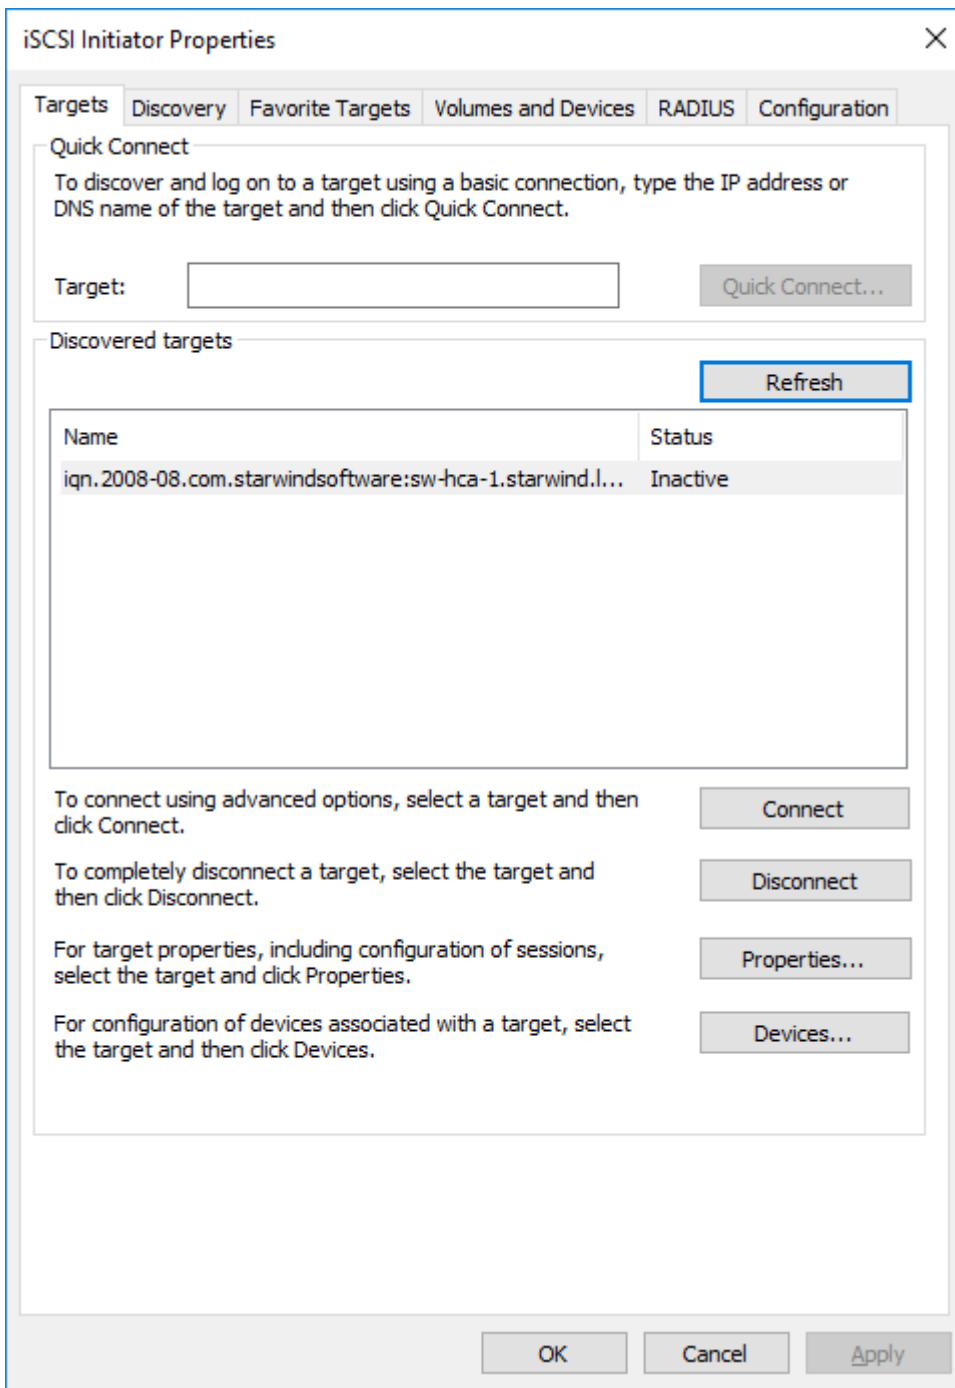 iSCSI Initiator Properties
Targets Discovery Favorite Targets Volumes and Devices RADIUS Configuration
Quick Connect
To discover and log on to a target using a basic connection, type the IP address or
DNS name of the target and then click Quick Connect.
Target: Quick Connect...
Discovered targets
Refresh
Name Status
iqn.2008-08.com.starwindsoftware:sw-hca-1.starwind.l... Inactive
To connect using advanced options, select a target and then
click Connect.
Connect
To completely disconnect a target, select the target and
then click Disconnect.
Disconnect
For target properties, including configuration of sessions,
select the target and click Properties.
Properties...
For configuration of devices associated with a target, select
the target and then click Devices.
Devices...
OK Cancel Apply